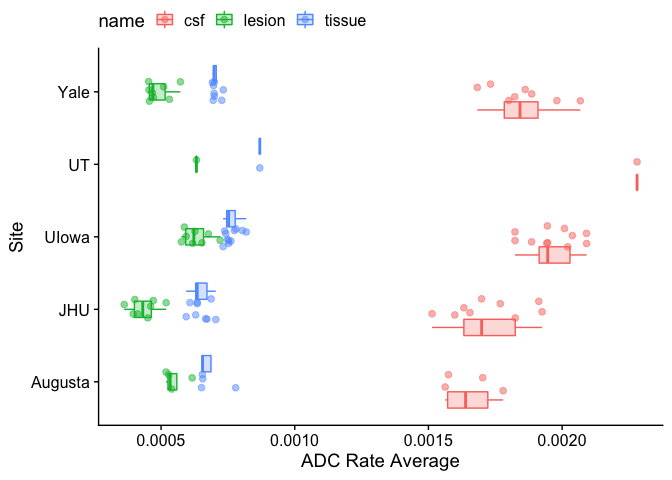 name csf lesion tissue
Yale
UT
UIowa
JHU
Augusta
Site
0.0005 0.0010 0.0015 0.0020
ADC Rate Average